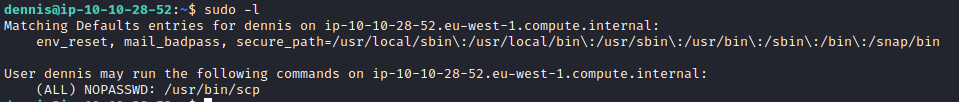 dennis@ip-10-10-28-52:~$ sudo -l
Matching Defaults entries for dennis on ip-10-10-28-52.eu-west-1.compute.internal:
    env_reset, mail_badpass, secure_path=/usr/local/sbin\:/usr/local/bin\:/usr/sbin\:/usr/bin\:/sbin\:/bin\:/snap/bin

User dennis may run the following commands on ip-10-10-28-52.eu-west-1.compute.internal:
    (ALL) NOPASSWD: /usr/bin/scp